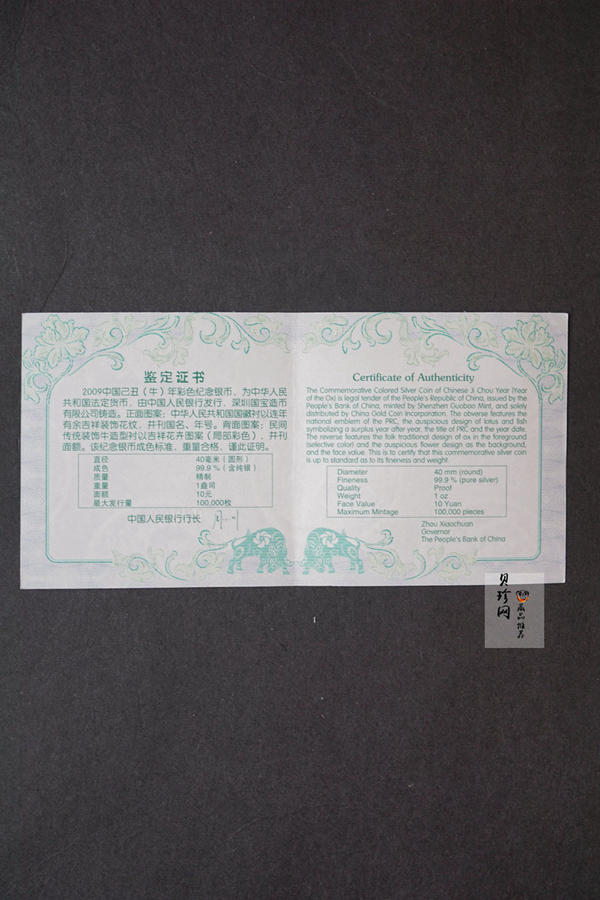 鉴定证书
2009中国己丑（牛）年彩色纪念银币，为中华人民
共和国法定货币，由中国人民银行发行，深圳国宝造币
有限公司铸造。正面图案：中华人民共和国国徽衬以连年
有余吉祥装饰花纹，并刊国名、年号。背面图案：民间
传统装饰牛造型衬以吉祥花卉图案（局部彩色），并刊
面额。该纪念银币成色标准，重量合格，谨此证明。
直径 40毫米（圆形）
成色 99.9％（含纯银）
质量 精制
重量 1盎司
面额 10元
最大发行量 100,000枚
中国人民银行行长
Certificate of Authenticity
The Commemorative Colored Silver Coin of Chinese Ji Chou Year (Year
of the Ox) is legal tender of the People's Republic of China, issued by the
People's Bank of China, minted by Shenzhen Guobao Mint, and solely
distributed by China Gold Coin Incorporation. The obverse features the
national emblem of the PRC, the auspicious design of lotus and fish
symbolizing a surplus year after year, the title of PRC, and the year date.
The reverse features the folk traditional design of ox in the foreground
(selective color) and the auspicious flower design as the background,
and the face value. This is to certify that this commemorative silver coin
is up to standard as to its fineness and weight.
Diameter 40 mm (round)
Fineness 99.9 % (pure silver)
Quality Proof
Weight 1 oz
Face Value 10 Yuan
Maximum Mintage 100,000 pieces
Zhou Xiaochuan
Governor
The People's Bank of China
贝珍网
藏品推荐